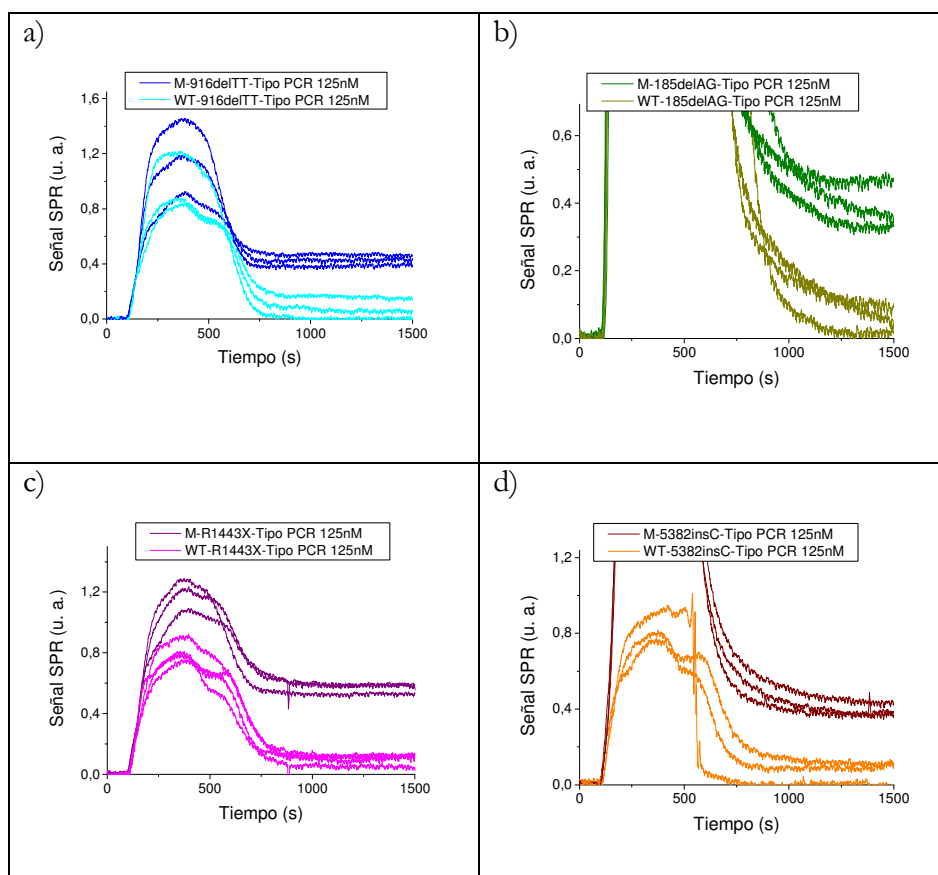 a)
M-916delTT-Tipo PCR 125nM
WT-916delTT-Tipo PCR 125nM
1,6
1,2
0,8
0,4
0,0
Señal SPR (u. a.)
0 500 1000 1500
Tiempo (s)
b)
M-185delAG-Tipo PCR 125nM
WT-185delAG-Tipo PCR 125nM
0,6
0,4
0,2
0,0
Señal SPR (u. a.)
0 500 1000 1500
Tiempo (s)
c)
M-R1443X-Tipo PCR 125nM
WT-R1443X-Tipo PCR 125nM
1,2
0,8
0,4
0,0
Señal SPR (u. a.)
0 500 1000 1500
Tiempo (s)
d)
M-5382insC-Tipo PCR 125nM
WT-5382insC-Tipo PCR 125nM
1,2
0,8
0,4
0,0
Señal SPR (u. a.)
0 500 1000 1500
Tiempo (s)